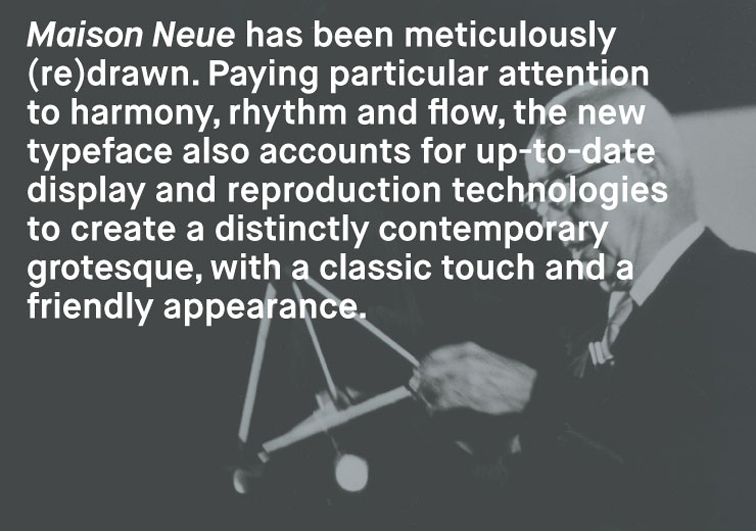 Maison Neue has been meticulously
(re)drawn. Paying particular attention
to harmony, rhythm and flow, the new
typeface also accounts for up-to-date
display and reproduction technologies
to create a distinctly contemporary
grotesque, with a classic touch and a
friendly appearance.